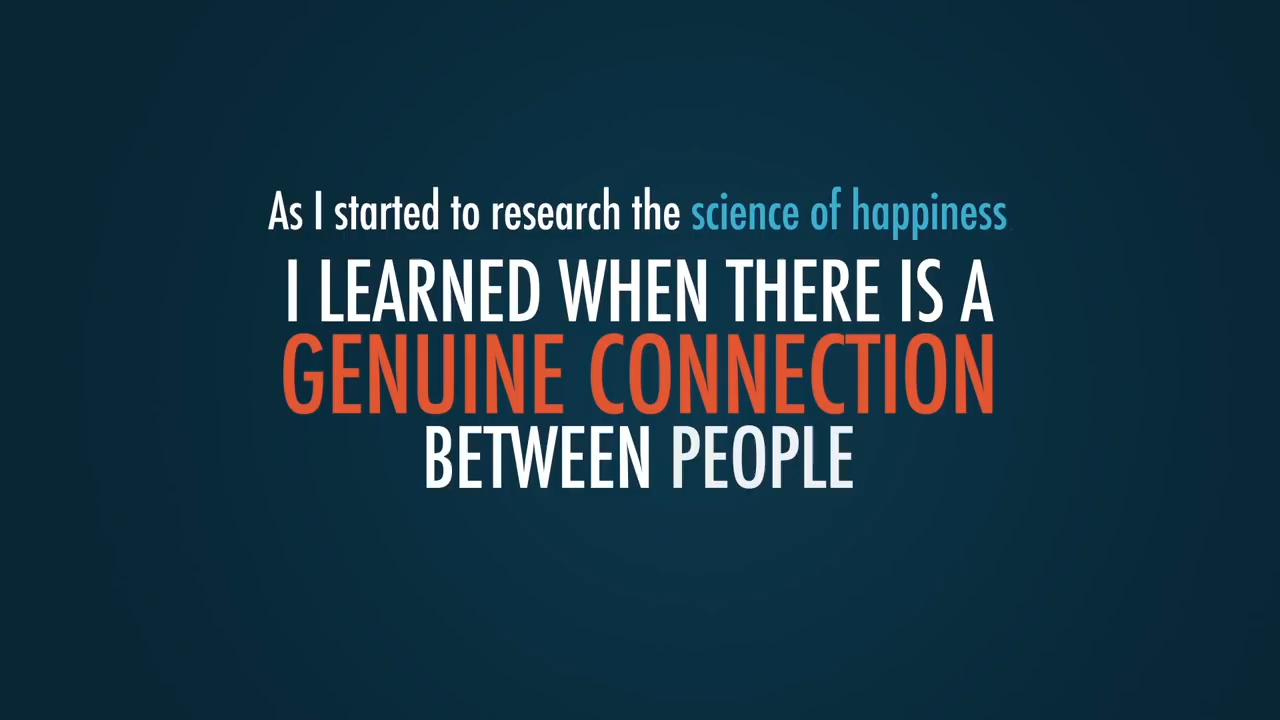 As I started to research the science of happiness
I LEARNED WHEN THERE IS A
GENUINE CONNECTION
BETWEEN PEOPLE